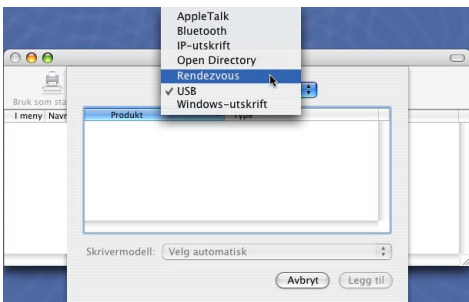 AppleTalk
Bluetooth
IP-utskrift
Open Directory
Rendezvous
✓ USB
Windows-utskrift
Bruk som sta
I meny Navn
Produkt Type
Skrivermodell: Velg automatisk
Avbryt Legg til